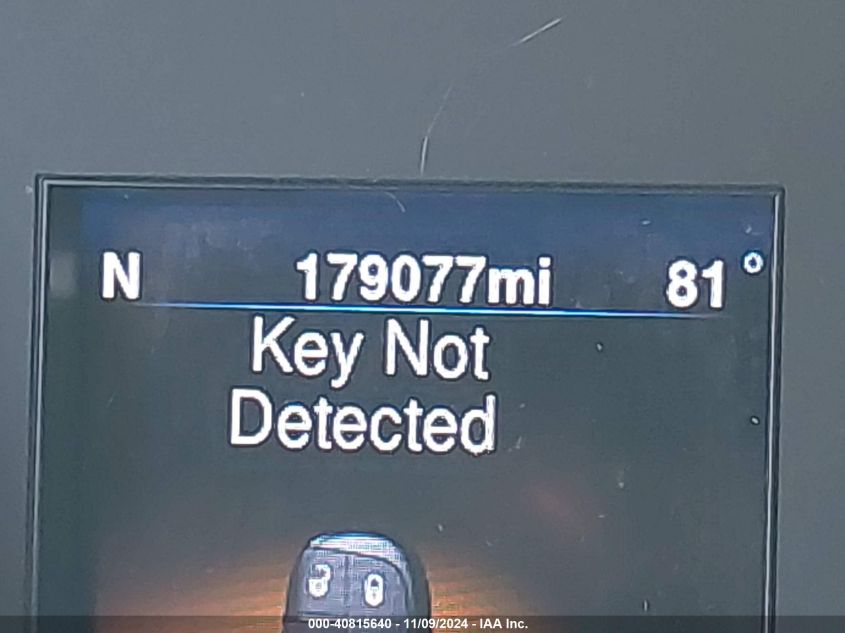 N 179077mi 81°
Key Not
Detected
000-40815640 - 11/09/2024 - IAA Inc.